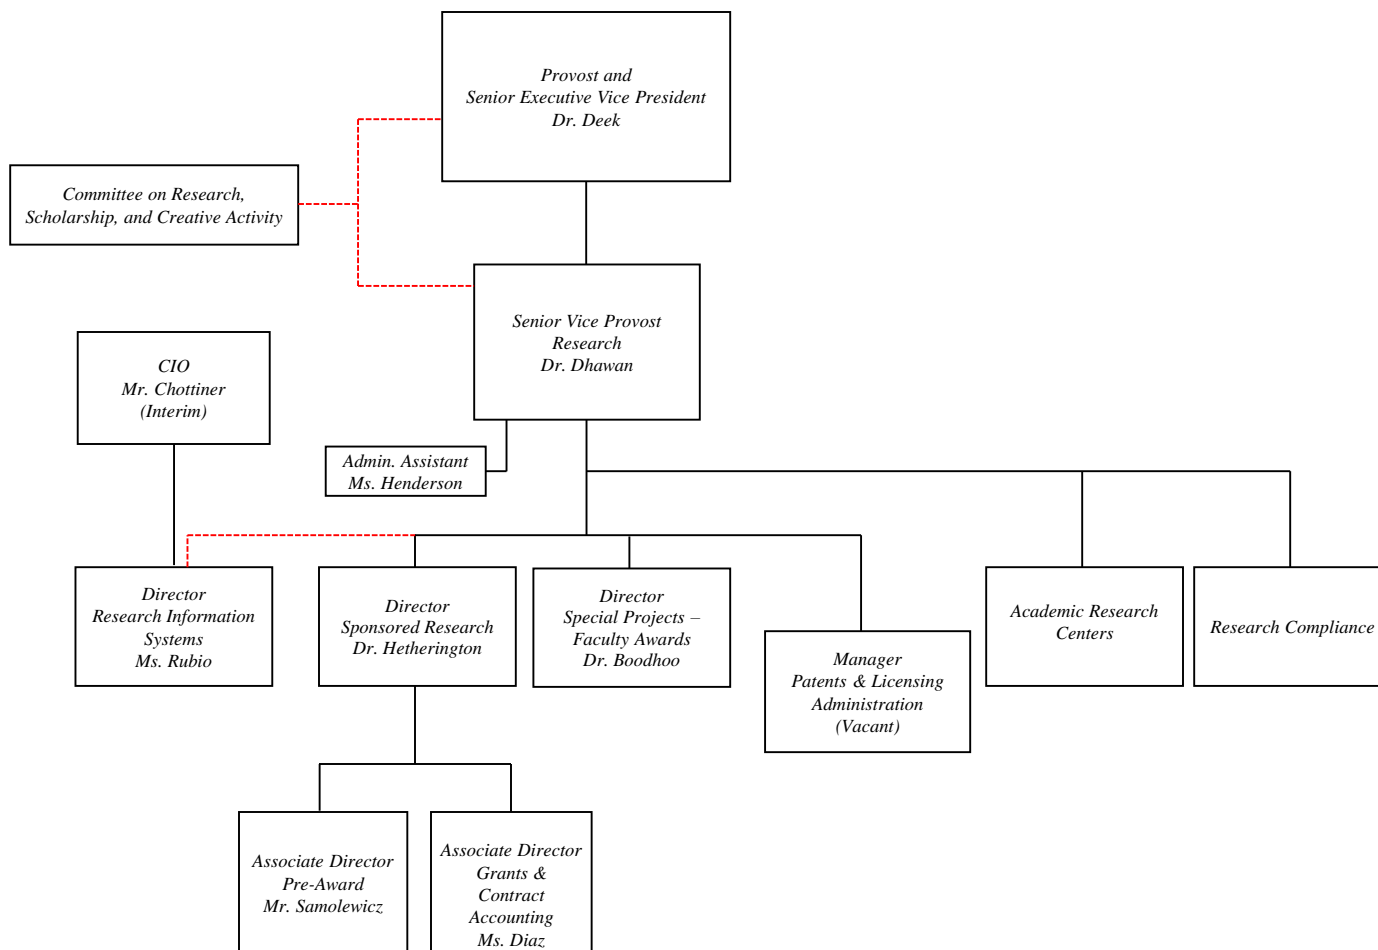 Provost and
Senior Executive Vice President
Dr. Deek
Committee on Research,
Scholarship, and Creative Activity
Senior Vice Provost
Research
Dr. Dhawan
CIO
Mr. Chottiner
(Interim)
Admin. Assistant
Ms. Henderson
Director
Research Information
Systems
Ms. Rubio
Director
Sponsored Research
Dr. Hetherington
Director
Special Projects –
Faculty Awards
Dr. Boodhoo
Manager
Patents & Licensing
Administration
(Vacant)
Academic Research
Centers
Research Compliance
Associate Director
Pre-Award
Mr. Samolewicz
Associate Director
Grants &
Contract
Accounting
Ms. Diaz